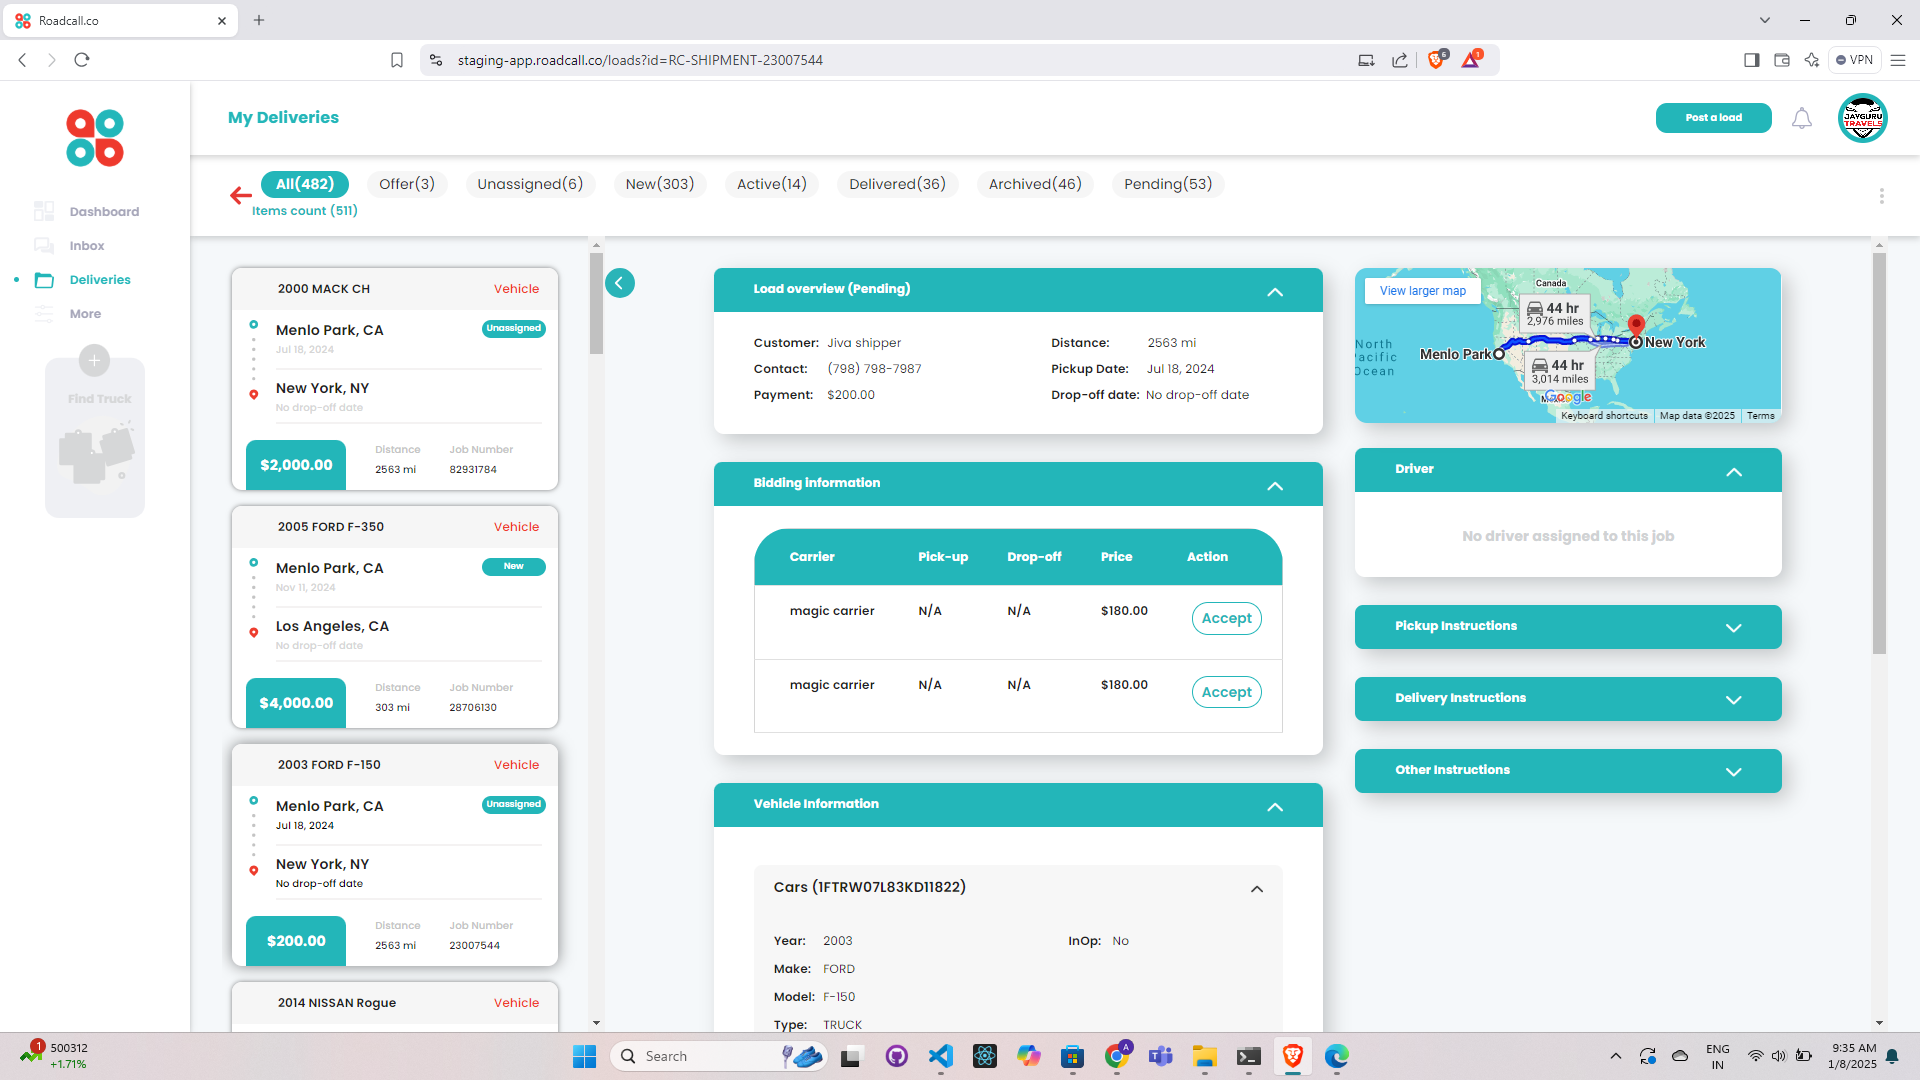 Roadcall.co
staging-app.roadcall.co/loads?id=RC-SHIPMENT-23007544
6
1
VPN
My Deliveries
Post a load
JAYGURU
TRAVELS
All(482)
Offer(3)
Unassigned(6)
New(303)
Active(14)
Delivered(36)
Archived(46)
Pending(53)
Items count (511)
Dashboard
Inbox
Deliveries
More
Find Truck
2000 MACK CH
Vehicle
Menlo Park, CA
Unassigned
Jul 18, 2024
New York, NY
No drop-off date
$2,000.00
Distance
Job Number
2563 mi
82931784
2005 FORD F-350
Vehicle
Menlo Park, CA
New
Nov 11, 2024
Los Angeles, CA
No drop-off date
$4,000.00
Distance
Job Number
303 mi
28706130
2003 FORD F-150
Vehicle
Menlo Park, CA
Unassigned
Jul 18, 2024
New York, NY
No drop-off date
$200.00
Distance
Job Number
2563 mi
23007544
2014 NISSAN Rogue
Vehicle
Load overview (Pending)
Customer: Jiva shipper
Distance: 2563 mi
Contact: (798) 798-7987
Pickup Date: Jul 18, 2024
Payment: $200.00
Drop-off date: No drop-off date
Bidding information
Carrier Pick-up Drop-off Price Action
magic carrier N/A N/A $180.00 Accept
magic carrier N/A N/A $180.00 Accept
Vehicle Information
Cars (1FTRW07L83KD11822)
Year: 2003
InOp: No
Make: FORD
Model: F-150
Type: TRUCK
View larger map
Canada
44 hr
2,976 miles
North
Pacific
Ocean
Menlo Park
New York
44 hr
3,014 miles
Google
Keyboard shortcuts
Map data ©2025
Terms
Driver
No driver assigned to this job
Pickup Instructions
Delivery Instructions
Other Instructions
1
500312
+1.71%
Search
A
ENG
IN
9:35 AM
1/8/2025